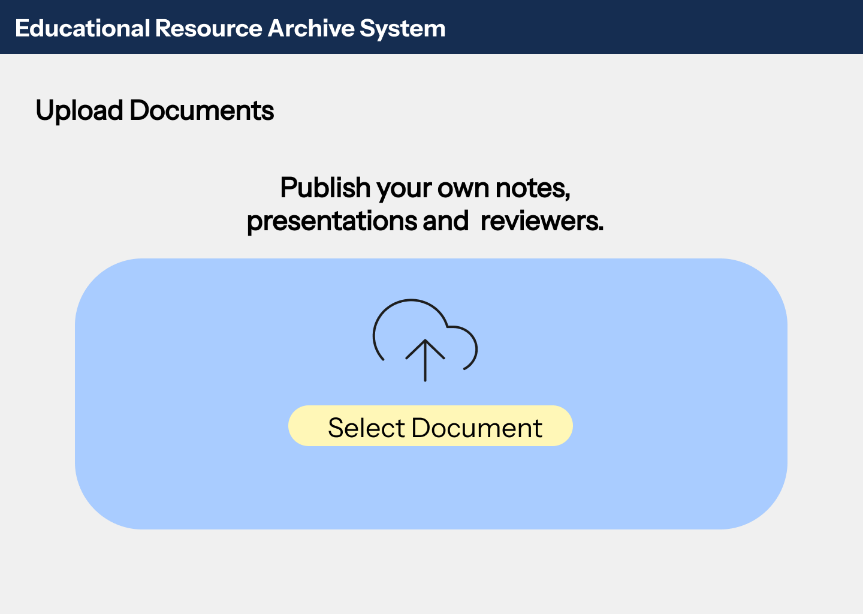 Educational Resource Archive System
Upload Documents
Publish your own notes,
presentations and  reviewers.
Select Document